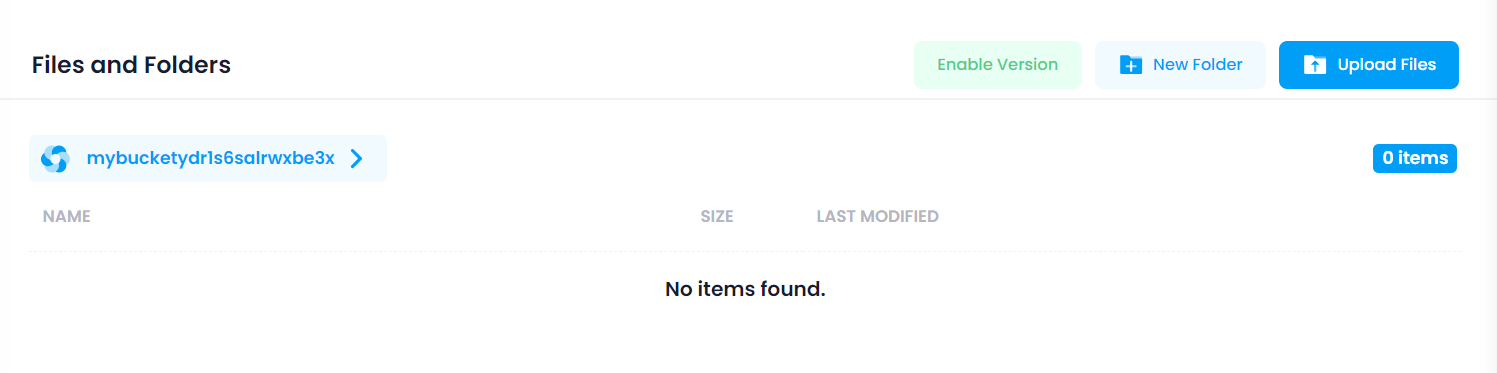 Files and Folders
Enable Version
New Folder
Upload Files
mybucketydr1s6salrwxbe3x
0 items
NAME
SIZE
LAST MODIFIED
No items found.